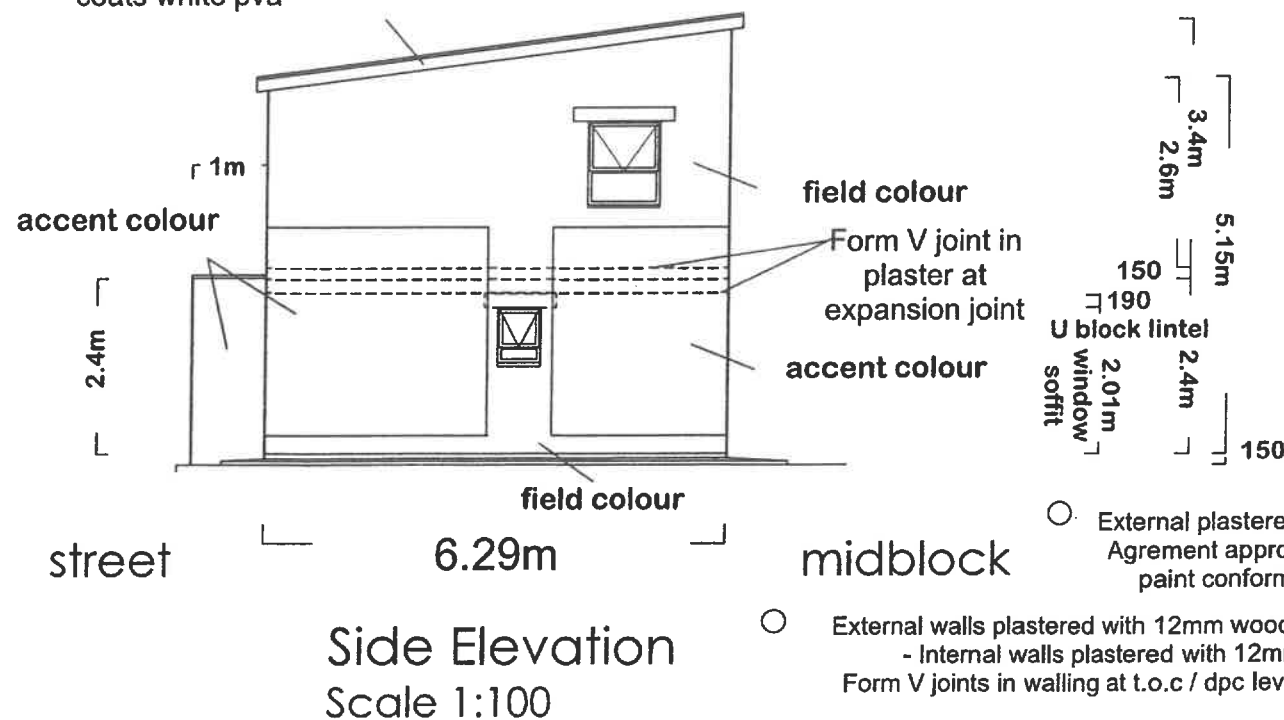 coats white pva
1m
accent colour
field colour
Form V joint in
plaster at
expansion joint
accent colour
2.4m
field colour
3.4m
2.6m
5.15m
150
190
U block lintel
2.01m
window
soffit
2.4m
150
street
6.29m
midblock
Side Elevation
Scale 1:100
External plastere
Agrement appro
paint conform
External walls plastered with 12mm wood
- Internal walls plastered with 12m
Form V joints in walling at t.o.c / dpc lev